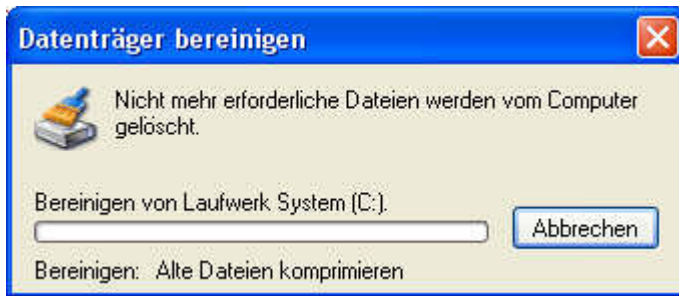 Datenträger bereinigen
Nicht mehr erforderliche Dateien werden vom Computer
gelöscht.
Bereinigen von Laufwerk System (C:).
Abbrechen
Bereinigen: Alte Dateien komprimieren